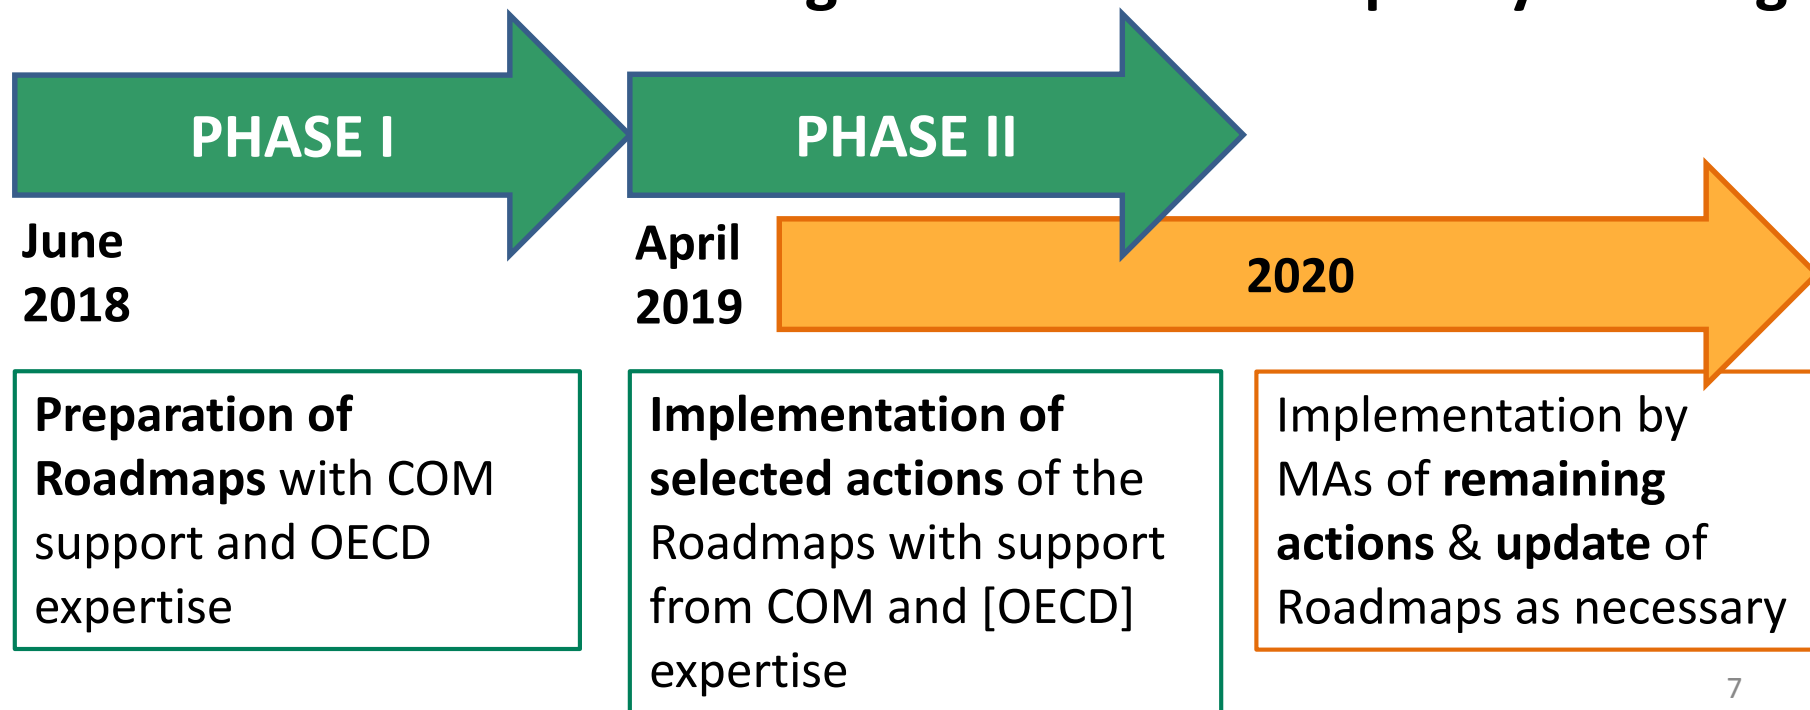 PHASE I
PHASE II
June
2018
April
2019
2020
Preparation of
Roadmaps with COM
support and OECD
expertise
Implementation of
selected actions of the
Roadmaps with support
from COM and [OECD]
expertise
Implementation by
MAs of remaining
actions & update of
Roadmaps as necessary
7